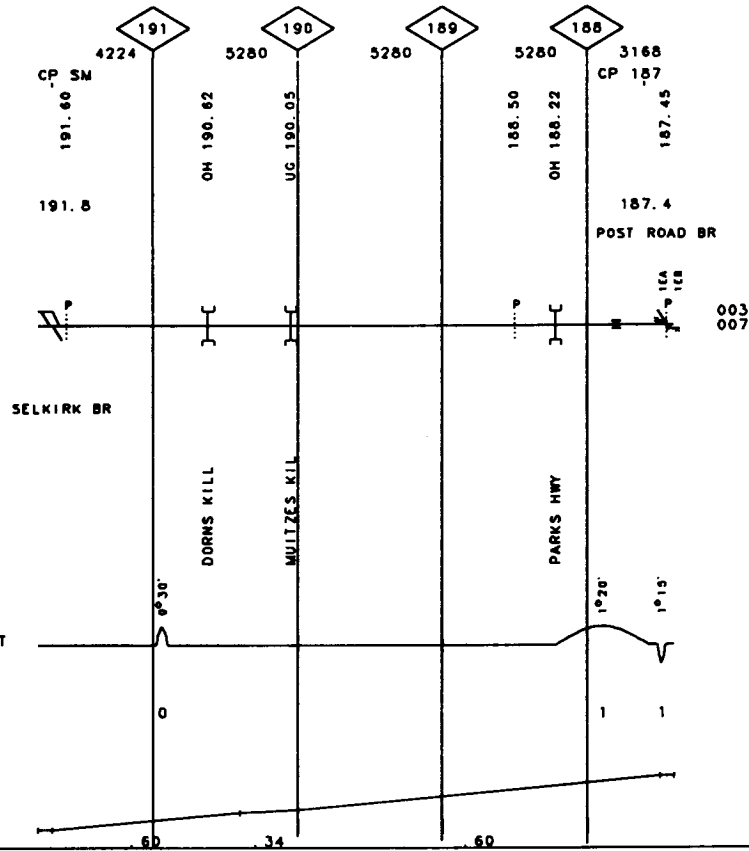 191 190 189 188
4224 5280 5280 5280 3168
CP SM CP 187
191.60 OH 190.62 UG 190.05 188.50 OH 188.22 187.45
191.8 187.4
POST ROAD BR
1EA
1EB
P P P
003
007
SELKIRK BR
DORNS KILL MUITZES KIL PARKS HWY
0°30' 1°20' 1°15'
T
0 1 1
.60 .34 .60